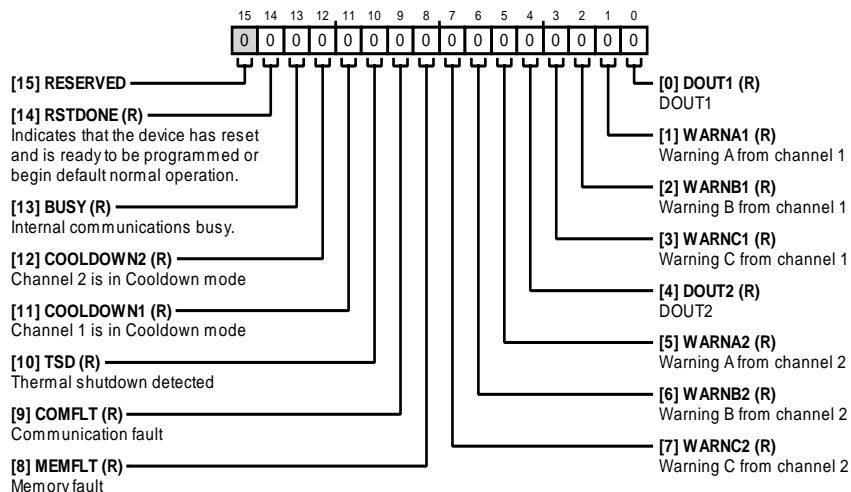 15 14 13 12 11 10 9 8 7 6 5 4 3 2 1 0
0 0 0 0 0 0 0 0 0 0 0 0 0 0 0 0
[15] RESERVED
[14] RSTDONE (R)
Indicates that the device has reset
and is ready to be programmed or
begin default normal operation.
[13] BUSY (R)
Internal communications busy.
[12] COOLDOWN2 (R)
Channel 2 is in Cooldown mode
[11] COOLDOWN1 (R)
Channel 1 is in Cooldown mode
[10] TSD (R)
Thermal shutdown detected
[9] COMFLT (R)
Communication fault
[8] MEMFLT (R)
Memory fault
[0] DOUT1 (R)
DOUT1
[1] WARNA1 (R)
Warning A from channel 1
[2] WARNB1 (R)
Warning B from channel 1
[3] WARNC1 (R)
Warning C from channel 1
[4] DOUT2 (R)
DOUT2
[5] WARNA2 (R)
Warning A from channel 2
[6] WARNB2 (R)
Warning B from channel 2
[7] WARNC2 (R)
Warning C from channel 2